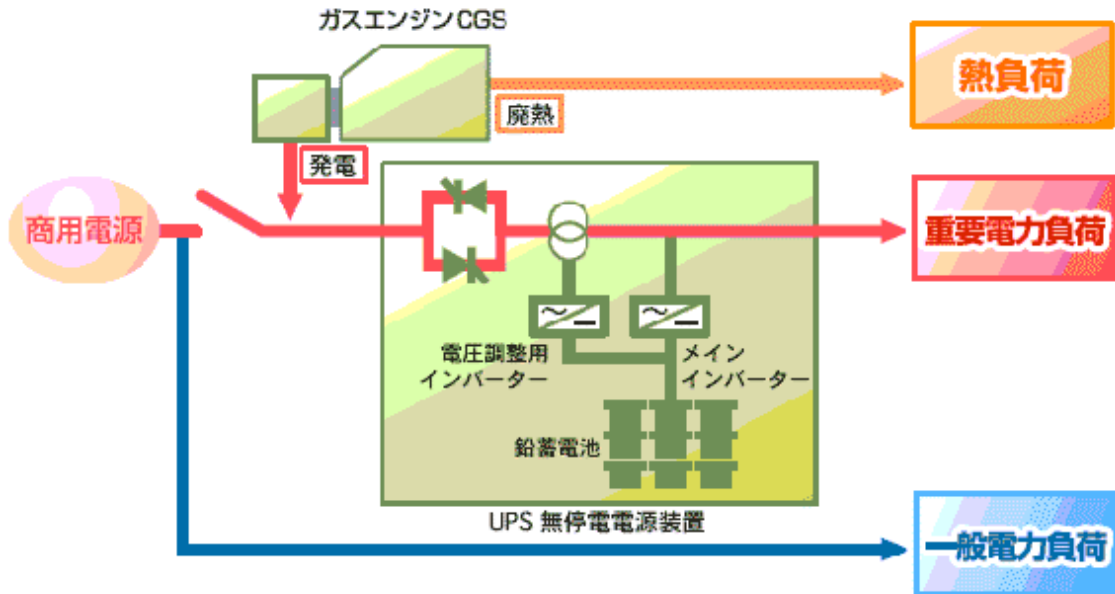 ガスエンジンCGS
熱負荷
廃熱
発電
商用電源
重要電力負荷
電圧調整用
インバーター
メイン
インバーター
鉛蓄電池
UPS 無停電電源装置
一般電力負荷